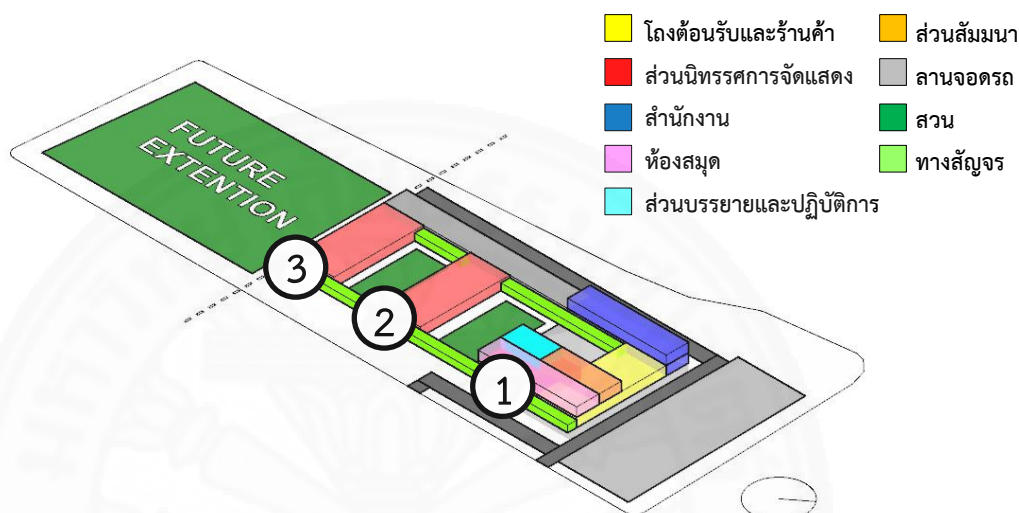 โถงต้อนรับและร้านค้า
ส่วนนิทรรศการจัดแสดง
สำนักงาน
ห้องสมุด
ส่วนบรรยายและปฏิบัติการ
ส่วนสัมมนา
ลานจอดรถ
สวน
ทางสัญจร
FUTURE
EXTENTION
3
2
1